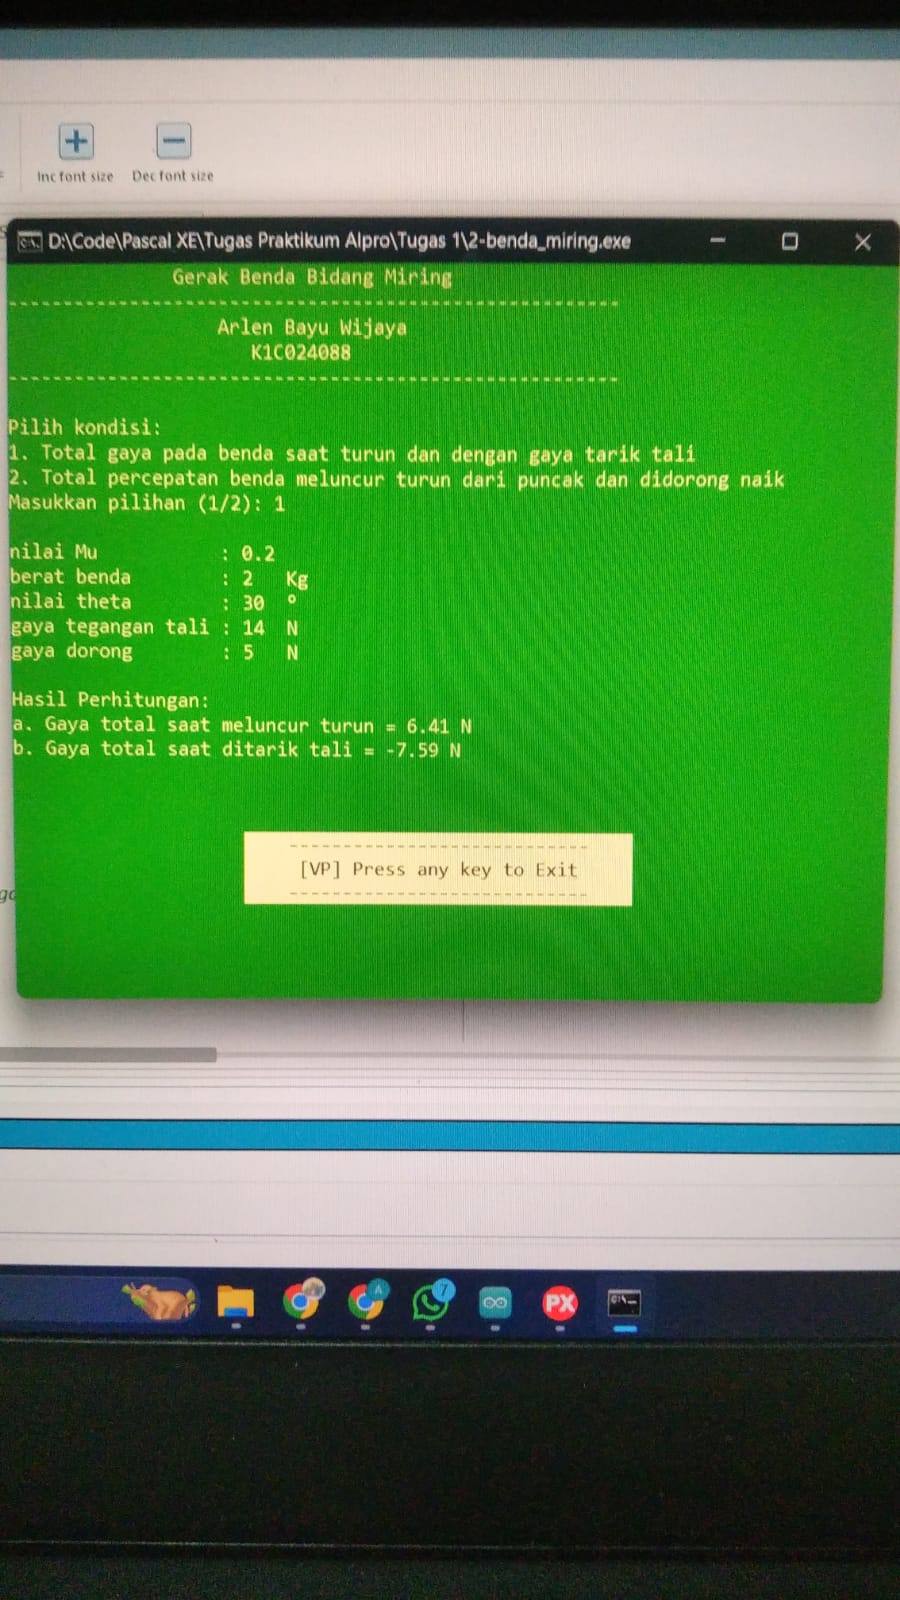 Inc font size Dec font size
D:\Code\Pascal XE\Tugas Praktikum Alpro\Tugas 1\2-benda_miring.exe
Gerak Benda Bidang Miring
-------------------------------------------------------
Arlen Bayu Wijaya
K1C024088
-------------------------------------------------------
Pilih kondisi:
1. Total gaya pada benda saat turun dan dengan gaya tarik tali
2. Total percepatan benda meluncur turun dari puncak dan didorong naik
Masukkan pilihan (1/2): 1
nilai Mu : 0.2
berat benda : 2 Kg
nilai theta : 30 °
gaya tegangan tali : 14 N
gaya dorong : 5 N
Hasil Perhitungan:
a. Gaya total saat meluncur turun = 6.41 N
b. Gaya total saat ditarik tali = -7.59 N
---------------------------
[VP] Press any key to Exit
---------------------------
A 7
PX
C:\_